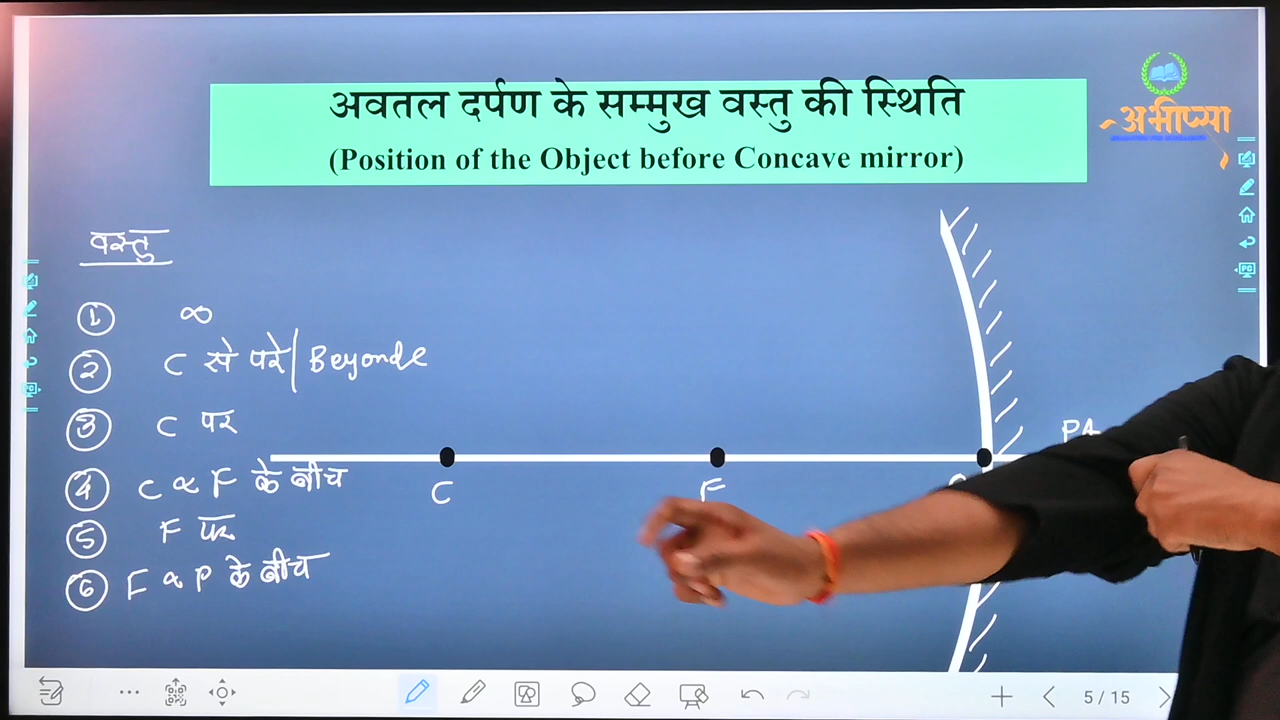 अवतल दर्पण के सम्मुख वस्तु की स्थिति
(Position of the Object before Concave mirror)
अभीप्सा
वस्तु
1 ∞
2 C से परे/Beyonde
3 C पर
PA
4 C व F के बीच
C
F
5 F पर
6 F व P के बीच
5 / 15